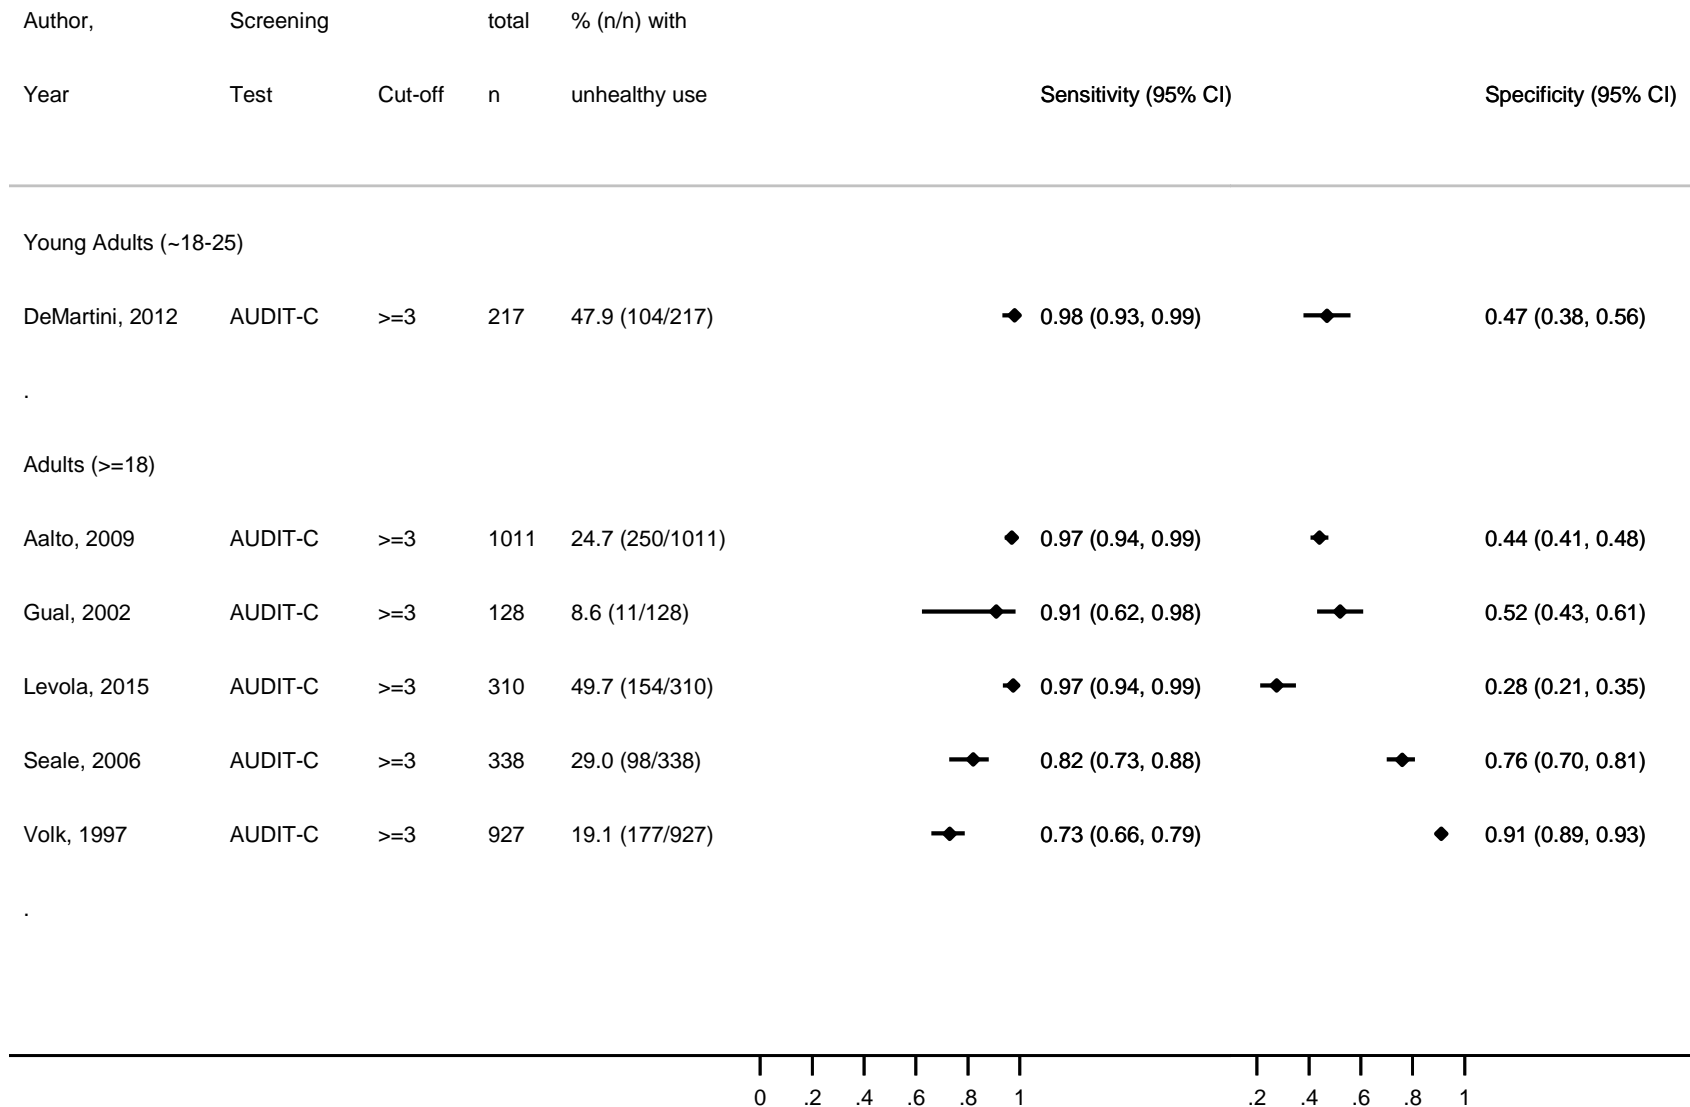 Author, Screening total % (n/n) with
Year Test Cut-off n unhealthy use Sensitivity (95% CI) Specificity (95% CI)
Young Adults (~18-25)
DeMartini, 2012 AUDIT-C >=3 217 47.9 (104/217) 0.98 (0.93, 0.99) 0.47 (0.38, 0.56)
.
Adults (>=18)
Aalto, 2009 AUDIT-C >=3 1011 24.7 (250/1011) 0.97 (0.94, 0.99) 0.44 (0.41, 0.48)
Gual, 2002 AUDIT-C >=3 128 8.6 (11/128) 0.91 (0.62, 0.98) 0.52 (0.43, 0.61)
Levola, 2015 AUDIT-C >=3 310 49.7 (154/310) 0.97 (0.94, 0.99) 0.28 (0.21, 0.35)
Seale, 2006 AUDIT-C >=3 338 29.0 (98/338) 0.82 (0.73, 0.88) 0.76 (0.70, 0.81)
Volk, 1997 AUDIT-C >=3 927 19.1 (177/927) 0.73 (0.66, 0.79) 0.91 (0.89, 0.93)
.
0 .2 .4 .6 .8 1 .2 .4 .6 .8 1